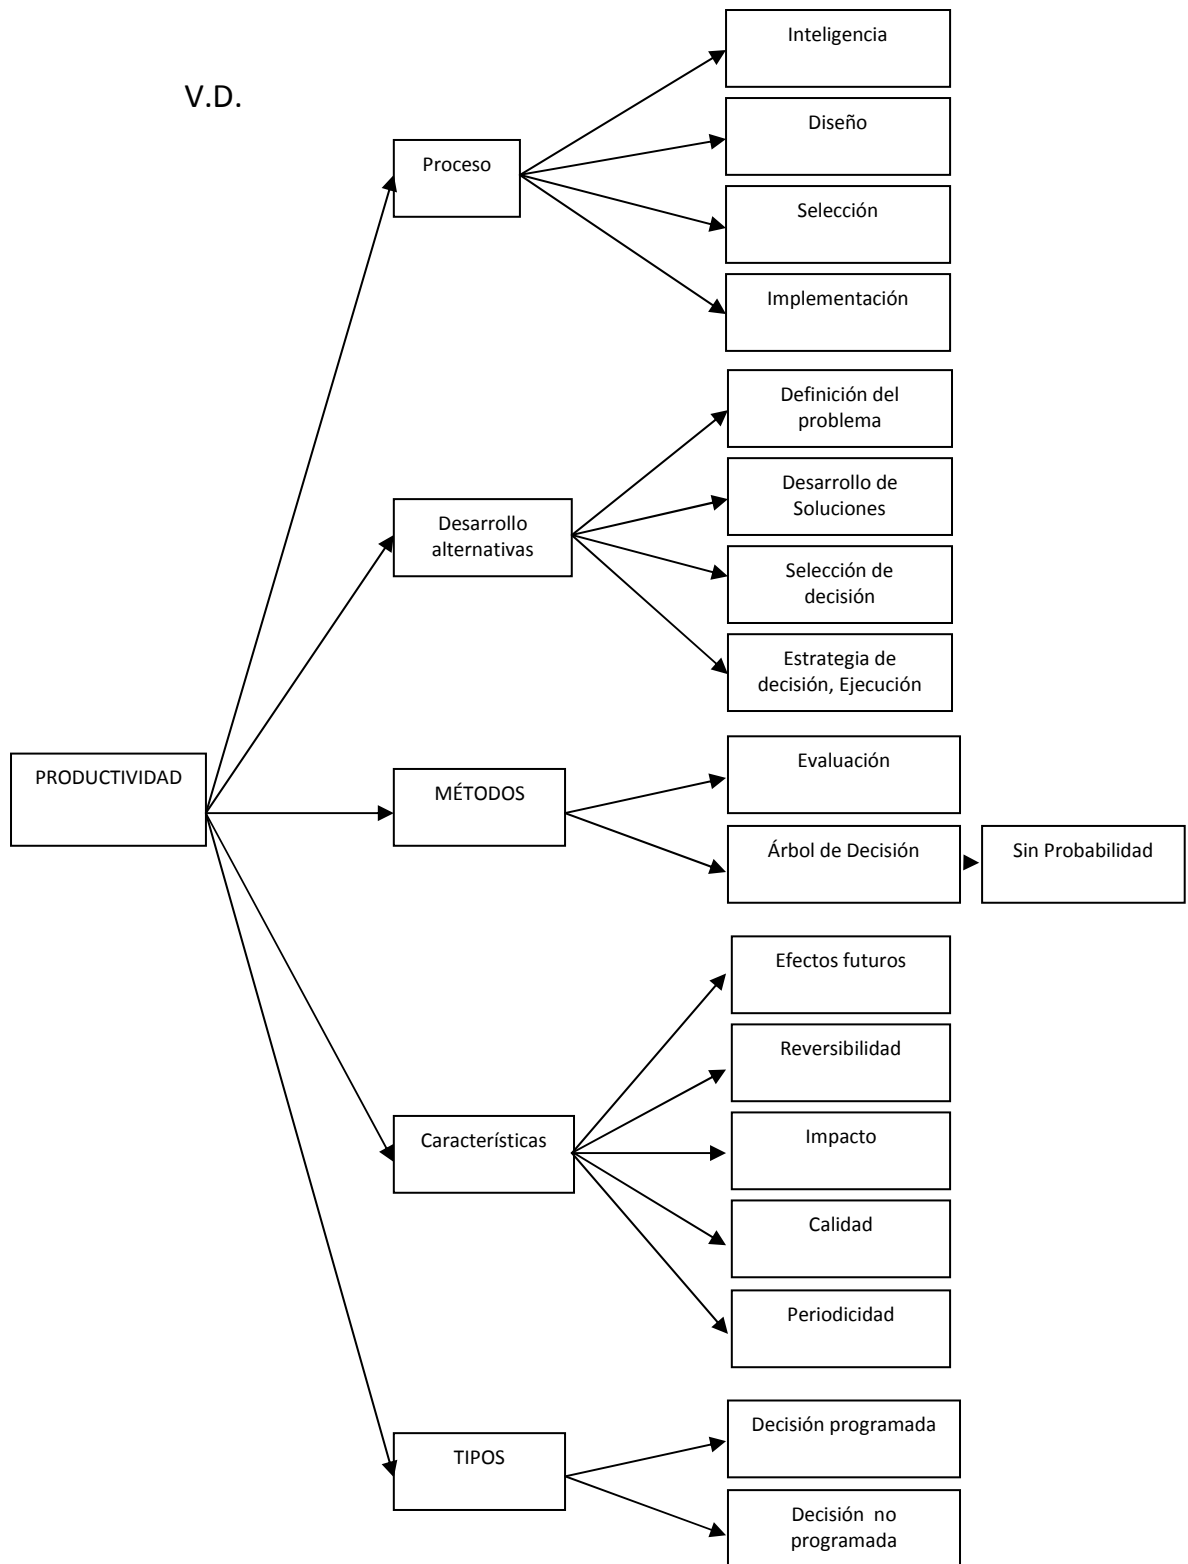 V.D.
PRODUCTIVIDAD
Proceso
Inteligencia
Diseño
Selección
Implementación
Desarrollo
alternativas
Definición del
problema
Desarrollo de
Soluciones
Selección de
decisión
Estrategia de
decisión, Ejecución
MÉTODOS
Evaluación
Árbol de Decisión
Sin Probabilidad
Características
Efectos futuros
Reversibilidad
Impacto
Calidad
Periodicidad
TIPOS
Decisión programada
Decisión no
programada